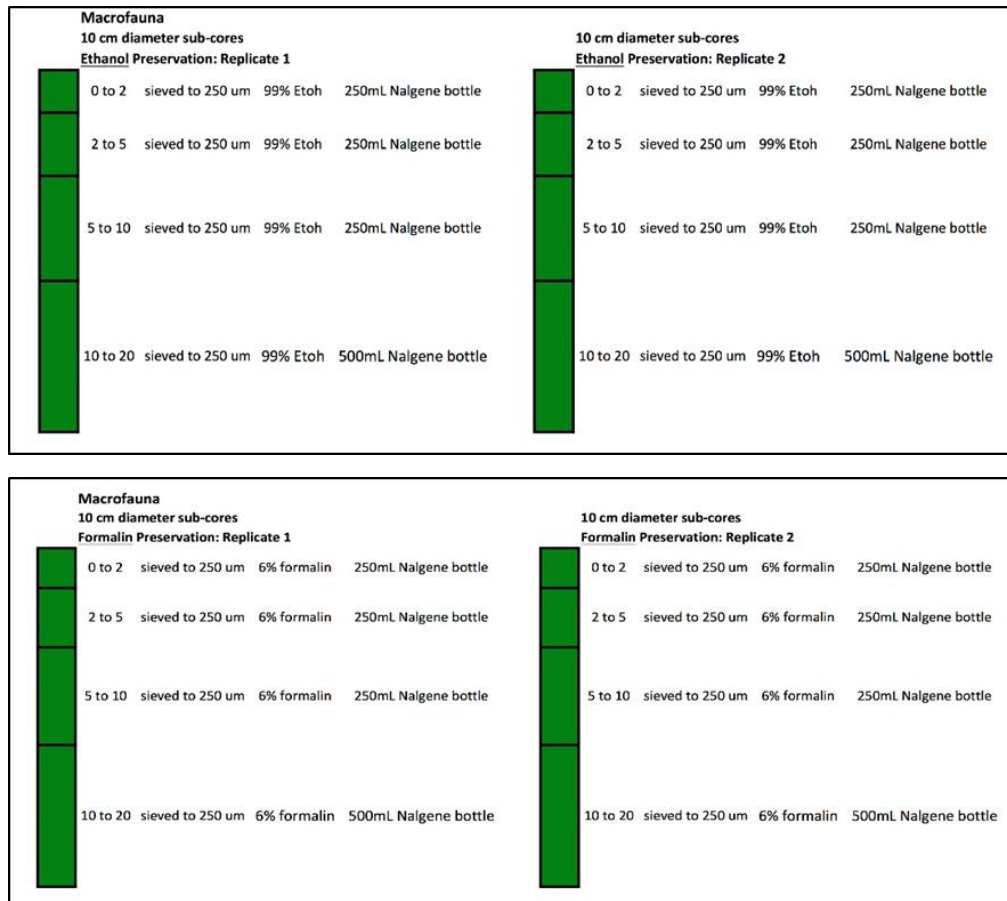 Macrofauna
10 cm diameter sub-cores
Ethanol Preservation: Replicate 1
0 to 2 sieved to 250 um 99% Etoh 250mL Nalgene bottle
2 to 5 sieved to 250 um 99% Etoh 250mL Nalgene bottle
5 to 10 sieved to 250 um 99% Etoh 250mL Nalgene bottle
10 to 20 sieved to 250 um 99% Etoh 500mL Nalgene bottle
10 cm diameter sub-cores
Ethanol Preservation: Replicate 2
0 to 2 sieved to 250 um 99% Etoh 250mL Nalgene bottle
2 to 5 sieved to 250 um 99% Etoh 250mL Nalgene bottle
5 to 10 sieved to 250 um 99% Etoh 250mL Nalgene bottle
10 to 20 sieved to 250 um 99% Etoh 500mL Nalgene bottle
Macrofauna
10 cm diameter sub-cores
Formalin Preservation: Replicate 1
0 to 2 sieved to 250 um 6% formalin 250mL Nalgene bottle
2 to 5 sieved to 250 um 6% formalin 250mL Nalgene bottle
5 to 10 sieved to 250 um 6% formalin 250mL Nalgene bottle
10 to 20 sieved to 250 um 6% formalin 500mL Nalgene bottle
10 cm diameter sub-cores
Formalin Preservation: Replicate 2
0 to 2 sieved to 250 um 6% formalin 250mL Nalgene bottle
2 to 5 sieved to 250 um 6% formalin 250mL Nalgene bottle
5 to 10 sieved to 250 um 6% formalin 250mL Nalgene bottle
10 to 20 sieved to 250 um 6% formalin 500mL Nalgene bottle